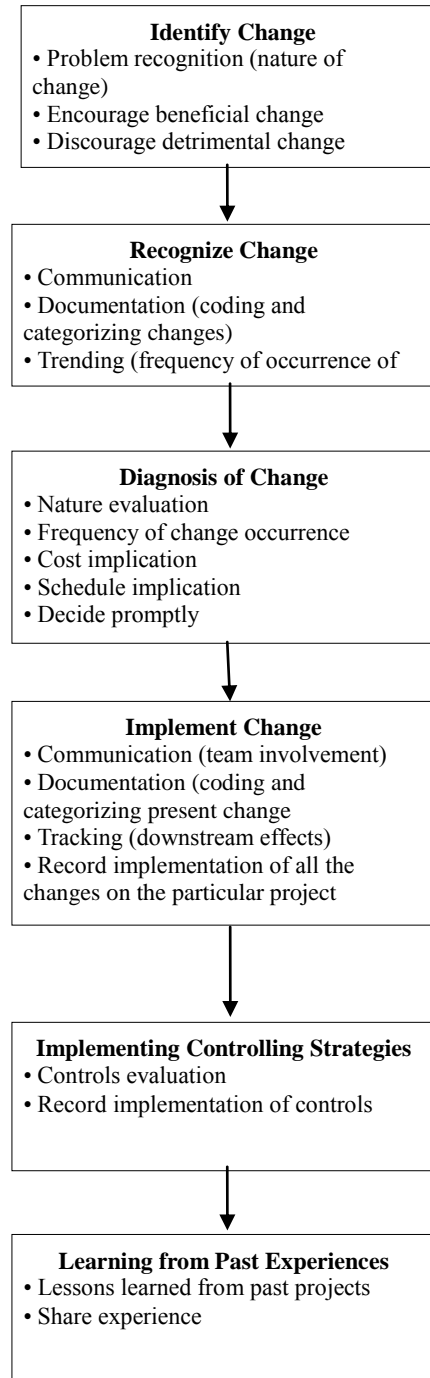 Identify Change
• Problem recognition (nature of
change)
• Encourage beneficial change
• Discourage detrimental change
Recognize Change
• Communication
• Documentation (coding and
categorizing changes)
• Trending (frequency of occurrence of
Diagnosis of Change
• Nature evaluation
• Frequency of change occurrence
• Cost implication
• Schedule implication
• Decide promptly
Implement Change
• Communication (team involvement)
• Documentation (coding and
categorizing present change
• Tracking (downstream effects)
• Record implementation of all the
changes on the particular project
Implementing Controlling Strategies
• Controls evaluation
• Record implementation of controls
Learning from Past Experiences
• Lessons learned from past projects
• Share experience